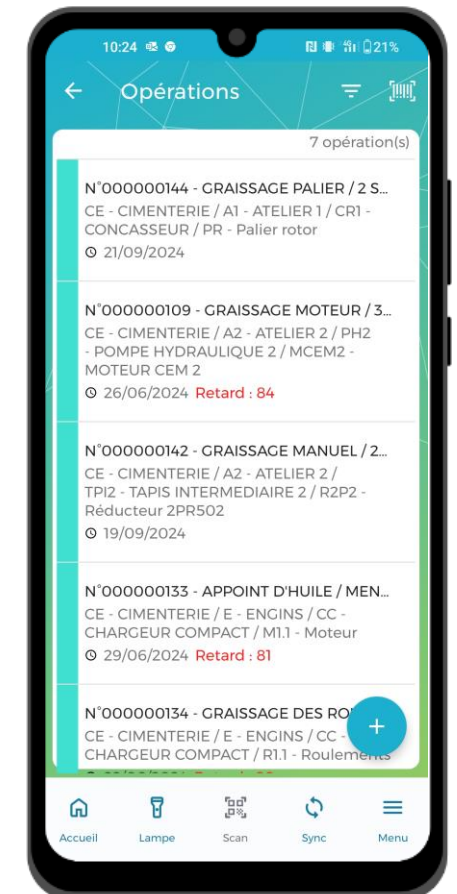 10:24 21%
Opérations
7 opération(s)
N°000000144 - GRAISSAGE PALIER / 2 S...
CE - CIMENTERIE / A1 - ATELIER 1 / CR1 -
CONCASSEUR / PR - Palier rotor
21/09/2024
N°000000109 - GRAISSAGE MOTEUR / 3...
CE - CIMENTERIE / A2 - ATELIER 2 / PH2
- POMPE HYDRAULIQUE 2 / MCEM2 -
MOTEUR CEM 2
26/06/2024 Retard : 84
N°000000142 - GRAISSAGE MANUEL / 2...
CE - CIMENTERIE / A2 - ATELIER 2 /
TPI2 - TAPIS INTERMEDIAIRE 2 / R2P2 -
Réducteur 2PR502
19/09/2024
N°000000133 - APPOINT D'HUILE / MEN...
CE - CIMENTERIE / E - ENGINS / CC -
CHARGEUR COMPACT / M1.1 - Moteur
29/06/2024 Retard : 81
N°000000134 - GRAISSAGE DES
CE - CIMENTERIE / E - ENGINS / CC -
CHARGEUR COMPACT / R1.1 - Roulements
Accueil Lampe Scan Sync Menu